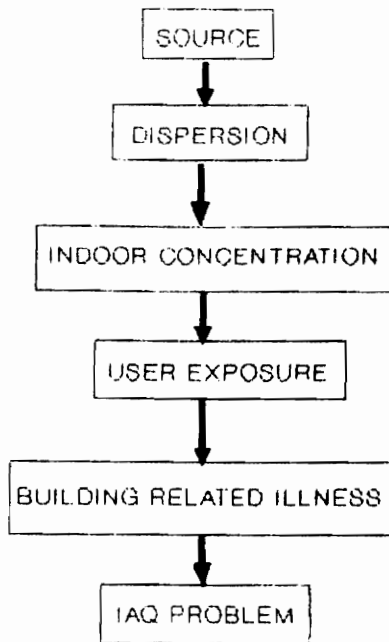 SOURCE
DISPERSION
INDOOR CONCENTRATION
USER EXPOSURE
BUILDING RELATED ILLNESS
IAQ PROBLEM